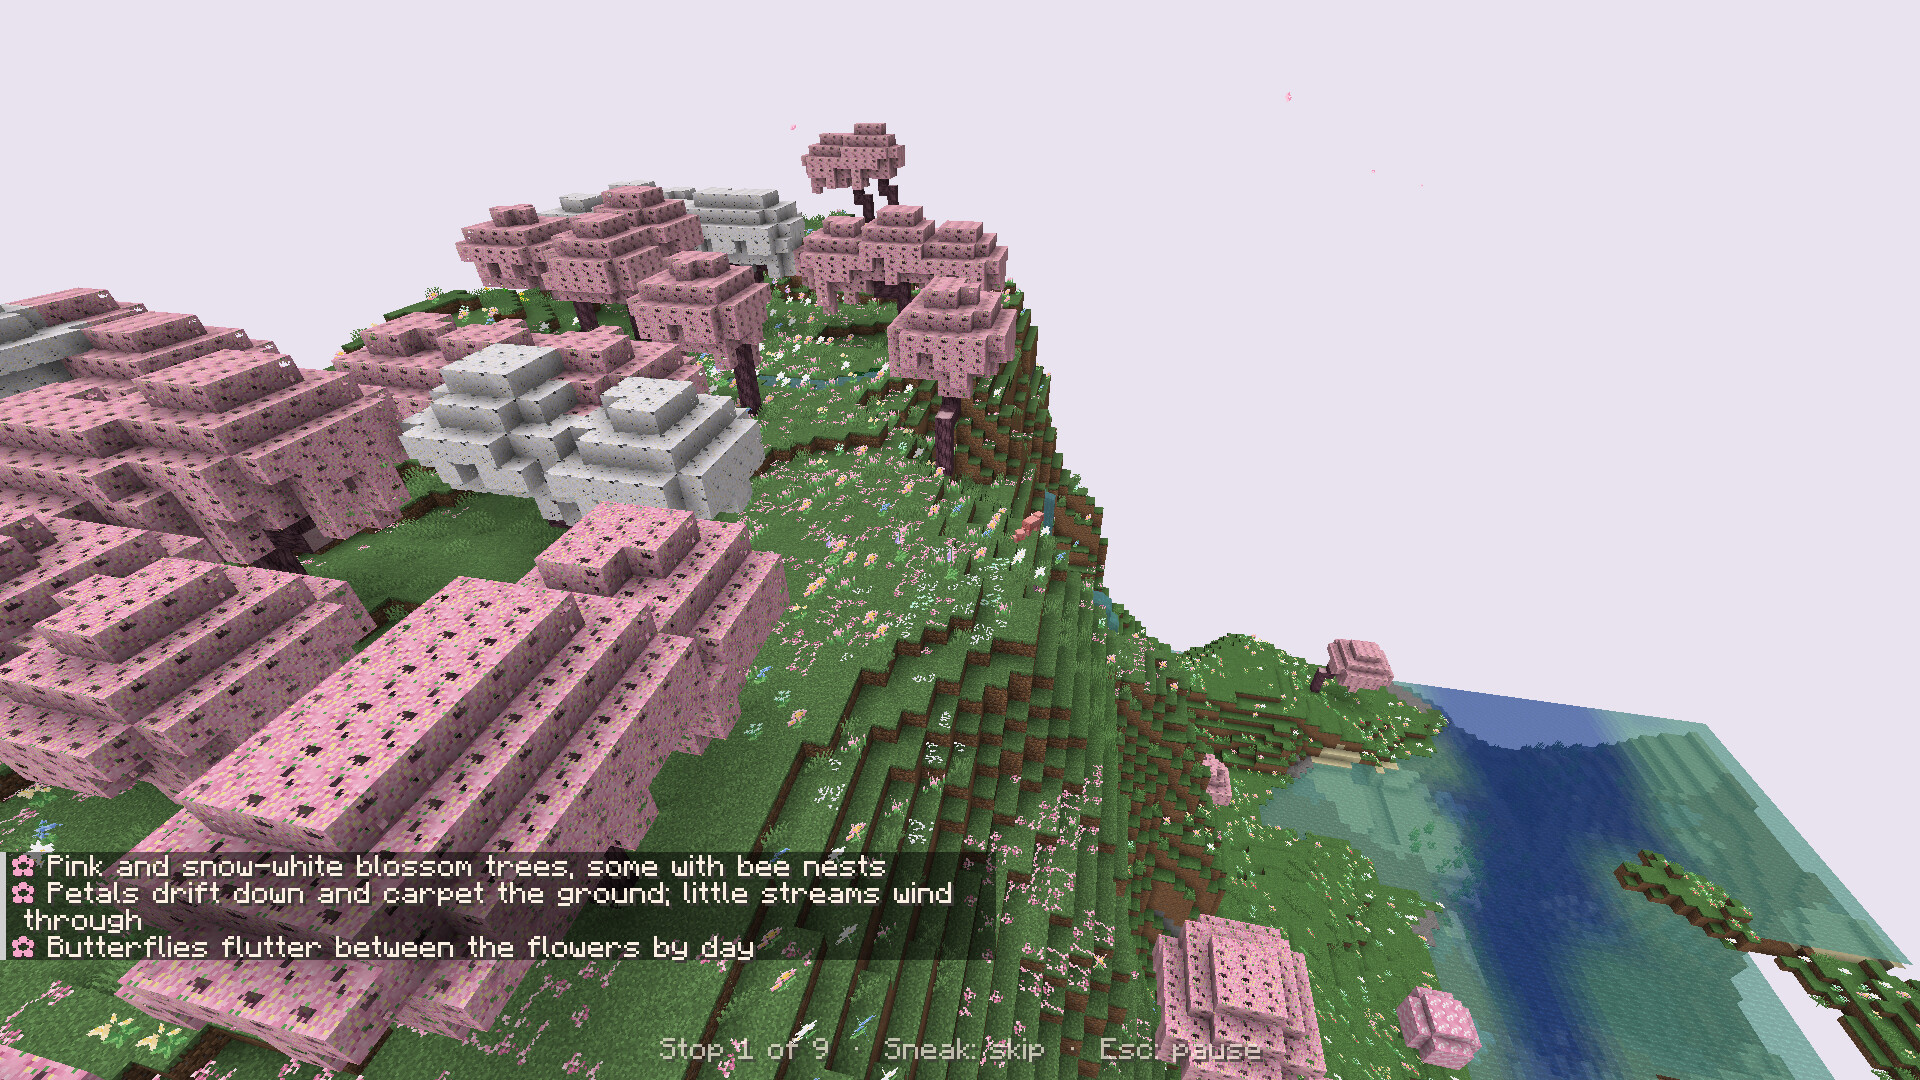 ✿ Pink and snow-white blossom trees, some with bee nests
✿ Petals drift down and carpet the ground; little streams wind
through
✿ Butterflies flutter between the flowers by day
Stop 1 of 9 · Sneak: skip · Esc: pause